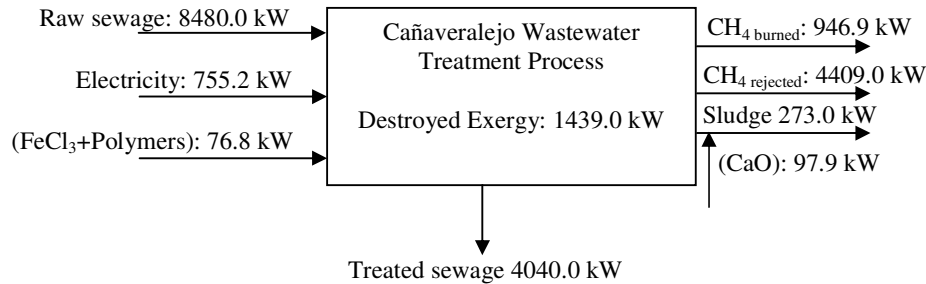 Raw sewage: 8480.0 kW
Electricity: 755.2 kW
(FeCl₃+Polymers): 76.8 kW
Cañaveralejo Wastewater
Treatment Process
Destroyed Exergy: 1439.0 kW
CH₄ burned: 946.9 kW
CH₄ rejected: 4409.0 kW
Sludge 273.0 kW
(CaO): 97.9 kW
Treated sewage 4040.0 kW